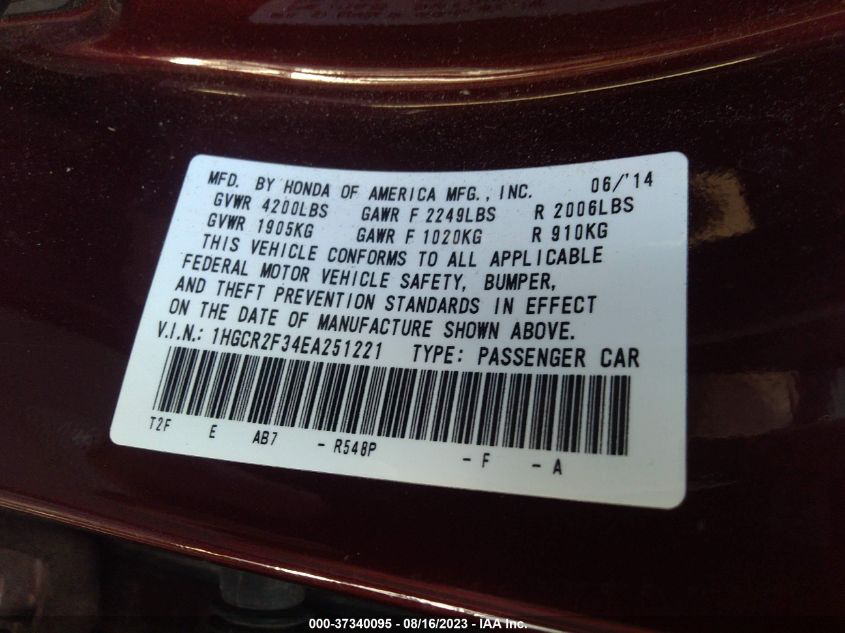 MFD. BY HONDA OF AMERICA MFG., INC. 06/'14
GVWR 4200LBS GAWR F 2249LBS R 2006LBS
GVWR 1905KG GAWR F 1020KG R 910KG
THIS VEHICLE CONFORMS TO ALL APPLICABLE
FEDERAL MOTOR VEHICLE SAFETY, BUMPER,
AND THEFT PREVENTION STANDARDS IN EFFECT
ON THE DATE OF MANUFACTURE SHOWN ABOVE.
V.I.N.: 1HGCR2F34EA251221 TYPE: PASSENGER CAR
T2F E AB7 - R548P - F - A
000-37340095 - 08/16/2023 - IAA Inc.